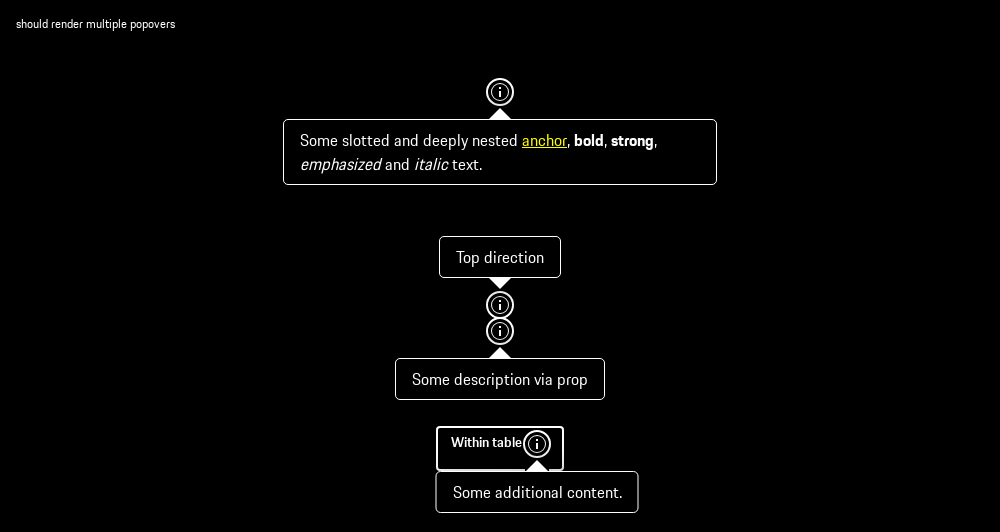 should render multiple popovers
Some slotted and deeply nested anchor, bold, strong,
emphasized and italic text.
Top direction
Some description via prop
Within table
Some additional content.